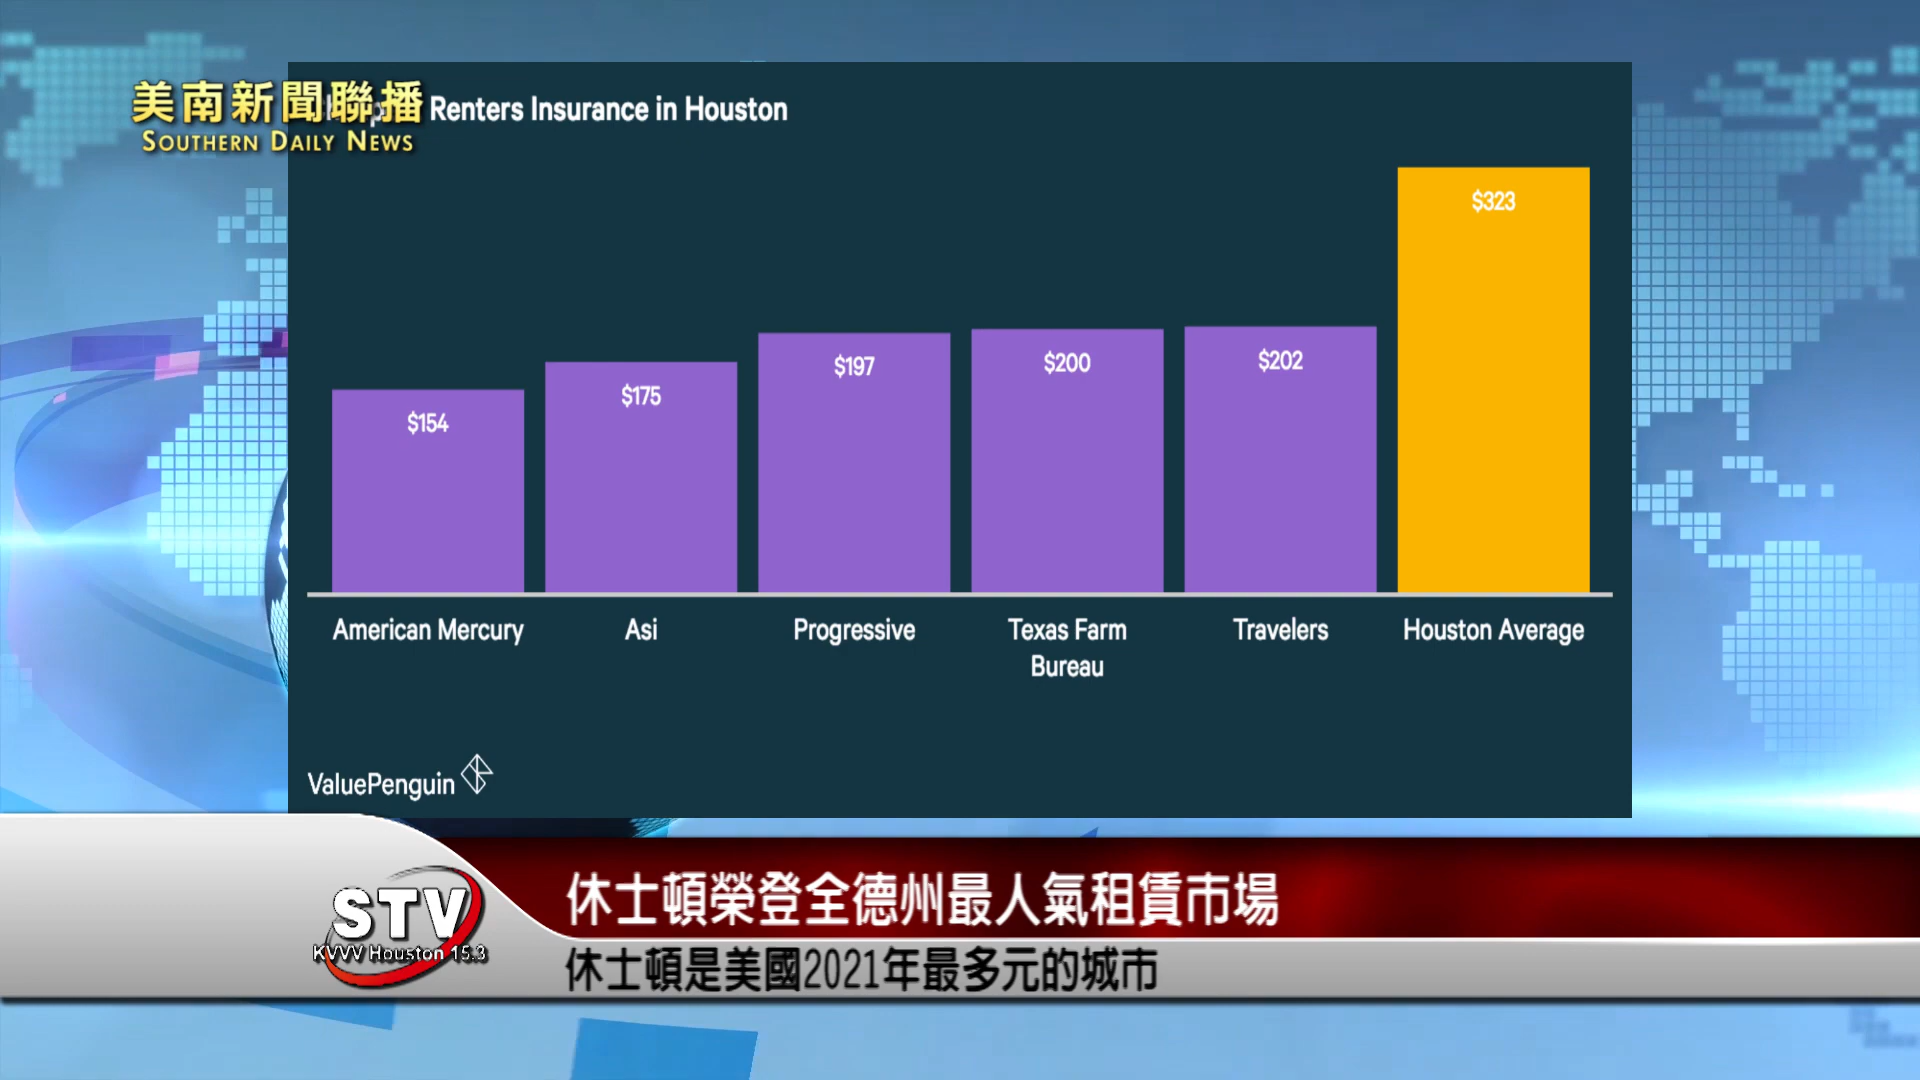 美南新聞聯播
SOUTHERN DAILY NEWS
Renters Insurance in Houston
$154
$175
$197
$200
$202
$323
American Mercury
Asi
Progressive
Texas Farm
Bureau
Travelers
Houston Average
ValuePenguin
STV
KVVV Houston 15.3
休士頓榮登全德州最人氣租賃市場
休士頓是美國2021年最多元的城市